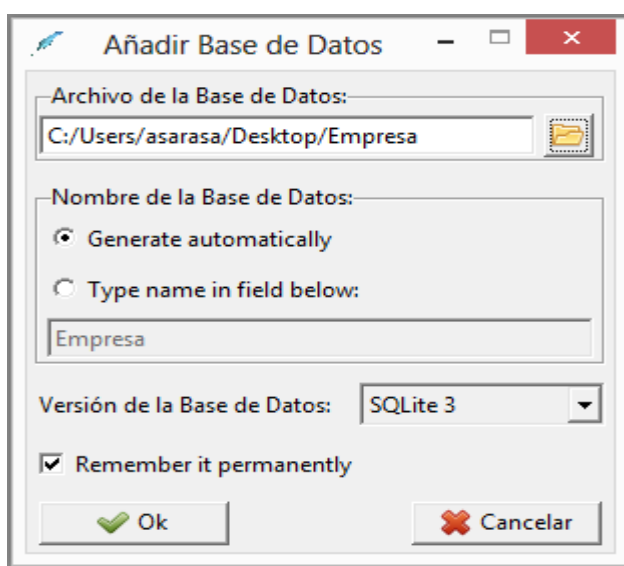 Añadir Base de Datos
Archivo de la Base de Datos:
C:/Users/asarasa/Desktop/Empresa
Nombre de la Base de Datos:
Generate automatically
Type name in field below:
Empresa
Versión de la Base de Datos: SQLite 3
Remember it permanently
Ok Cancelar